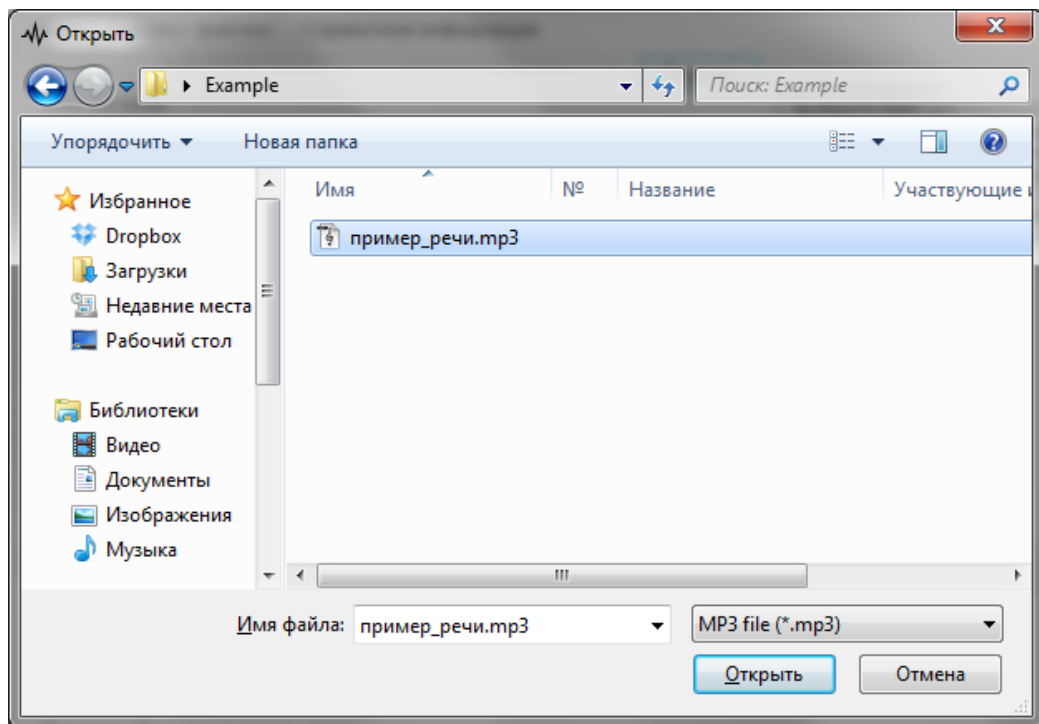 Открыть
Example
Поиск: Example
Упорядочить
Новая папка
Имя
№
Название
Участвующие
пример_речи.mp3
Избранное
Dropbox
Загрузки
Недавние места
Рабочий стол
Библиотеки
Видео
Документы
Изображения
Музыка
Имя файла: пример_речи.mp3
MP3 file (*.mp3)
Открыть
Отмена